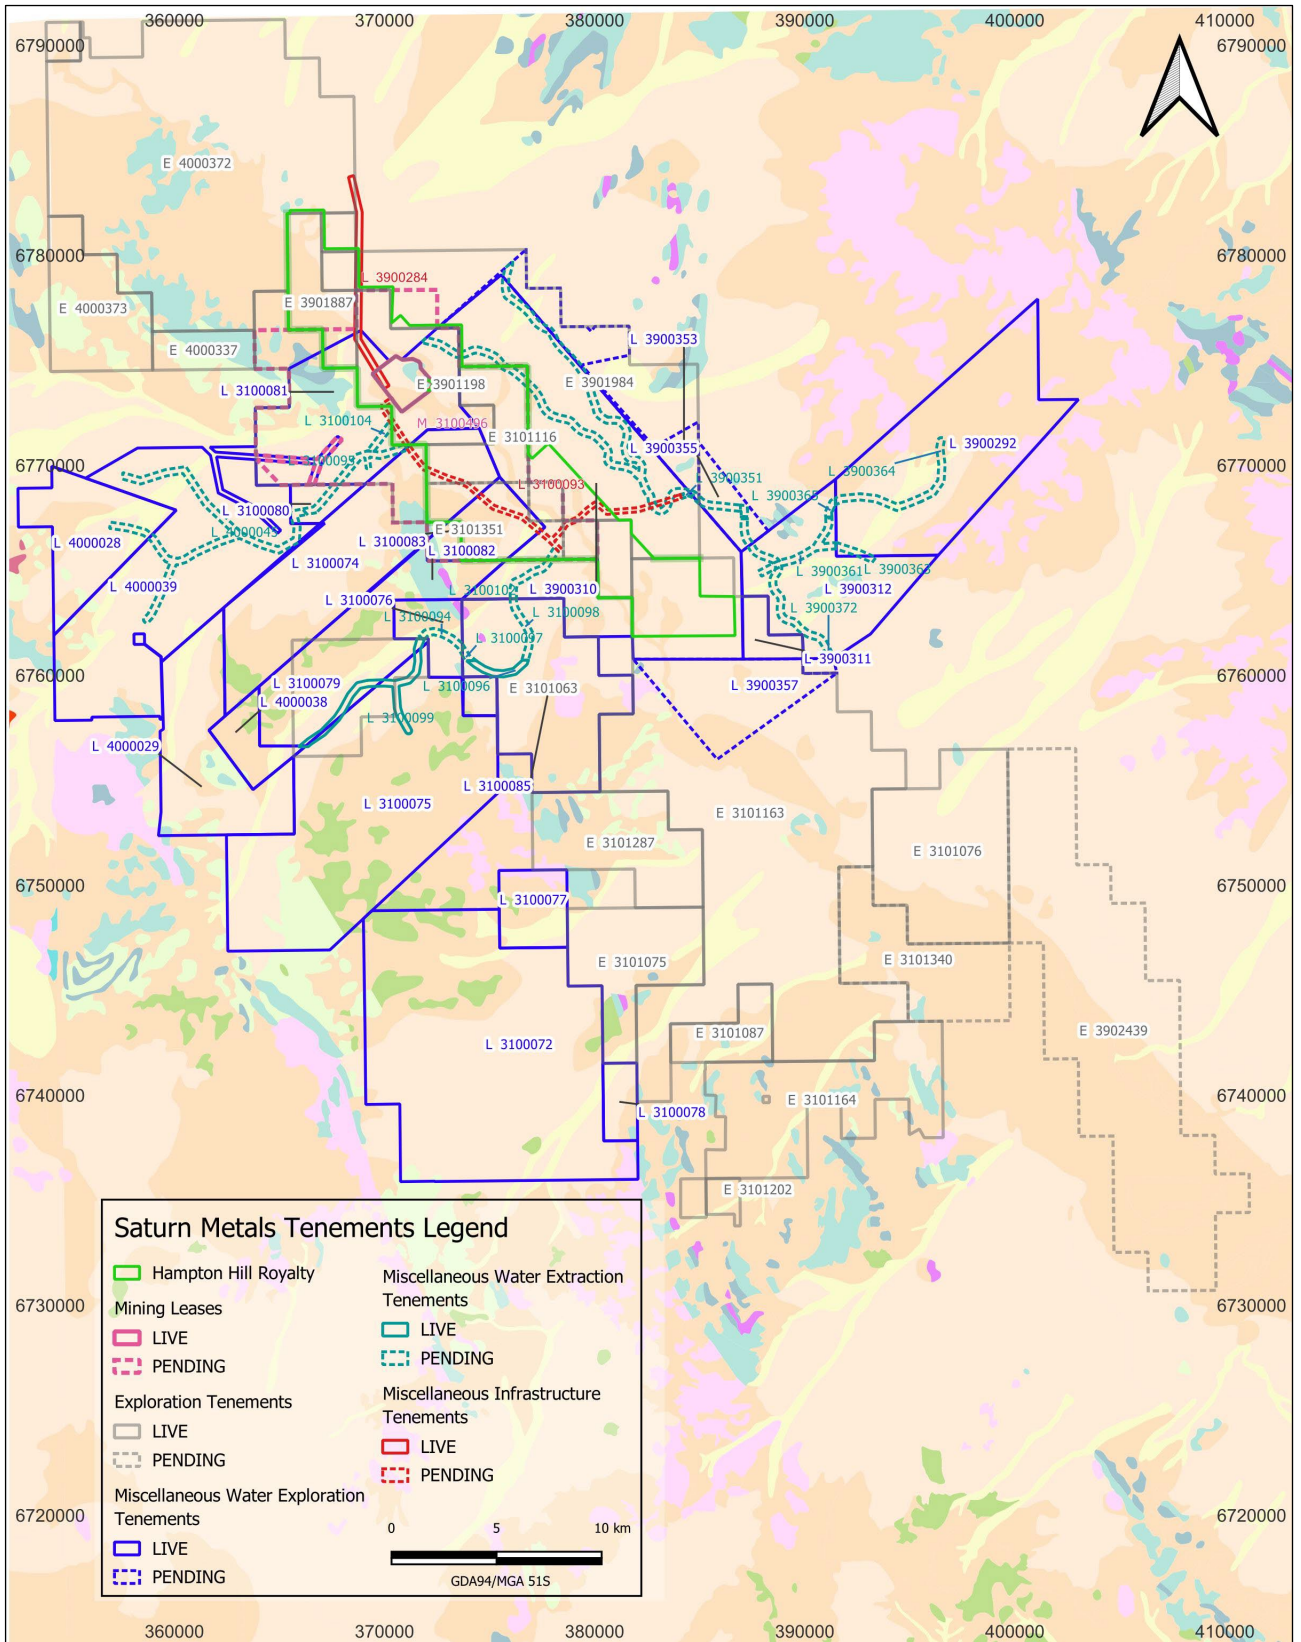 360000 370000 380000 390000 400000 410000
6790000 6790000
E 4000372
6780000 6780000
L 3900284
E 3901887
E 4000373
L 3900353
E 4000337
E 3901198
E 3901984
L 3100081
L 3100104
M 3100496
E 3101116
L 3900292
L 3900355
6770000 6770000
L 3900364
3900351
L 3100093
L 3900365
L 3100080
E 3101351
L 4000028
L 3100083
L 3100082
L 3100074
L 3900361
L 3900363
L 4000039
L 3900310
L 3900312
L 3100102
L 3100076
L 3900372
L 3100098
L 3100094
L 3100097
L 3900311
6760000 6760000
L 3100079
L 3100096
E 3101063
L 3900357
L 4000038
L 3100099
L 4000029
L 3100085
L 3100075
E 3101163
E 3101287
E 3101076
6750000 6750000
L 3100077
E 3101075
E 3101340
E 3101087
E 3902439
L 3100072
6740000 6740000
E 3101164
L 3100078
E 3101202
Saturn Metals Tenements Legend
Hampton Hill Royalty
Mining Leases
LIVE
PENDING
Exploration Tenements
LIVE
PENDING
Miscellaneous Water Exploration
Tenements
LIVE
PENDING
Miscellaneous Water Extraction
Tenements
LIVE
PENDING
Miscellaneous Infrastructure
Tenements
LIVE
PENDING
0 5 10 km
GDA94/MGA 51S
6730000 6730000
6720000 6720000
360000 370000 380000 390000 400000 410000